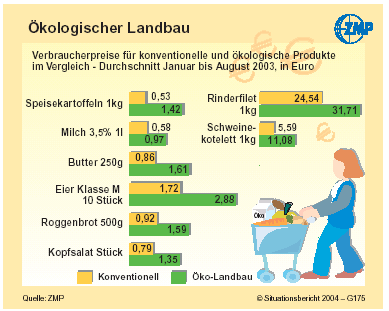 Ökologischer Landbau
ZMP
Verbraucherpreise für konventionelle und ökologische Produkte
im Vergleich - Durchschnitt Januar bis August 2003, in Euro
Speisekartoffeln 1kg
0,53
1,42
Milch 3,5% 1l
0,58
0,97
Butter 250g
0,86
1,61
Eier Klasse M
10 Stück
1,72
2,88
Roggenbrot 500g
0,92
1,59
Kopfsalat Stück
0,79
1,35
Rinderfilet
1kg
24,54
31,71
Schweine-
kotelett 1kg
5,59
11,08
Öko
Konventionell
Öko-Landbau
Quelle: ZMP
© Situationsbericht 2004 – G175